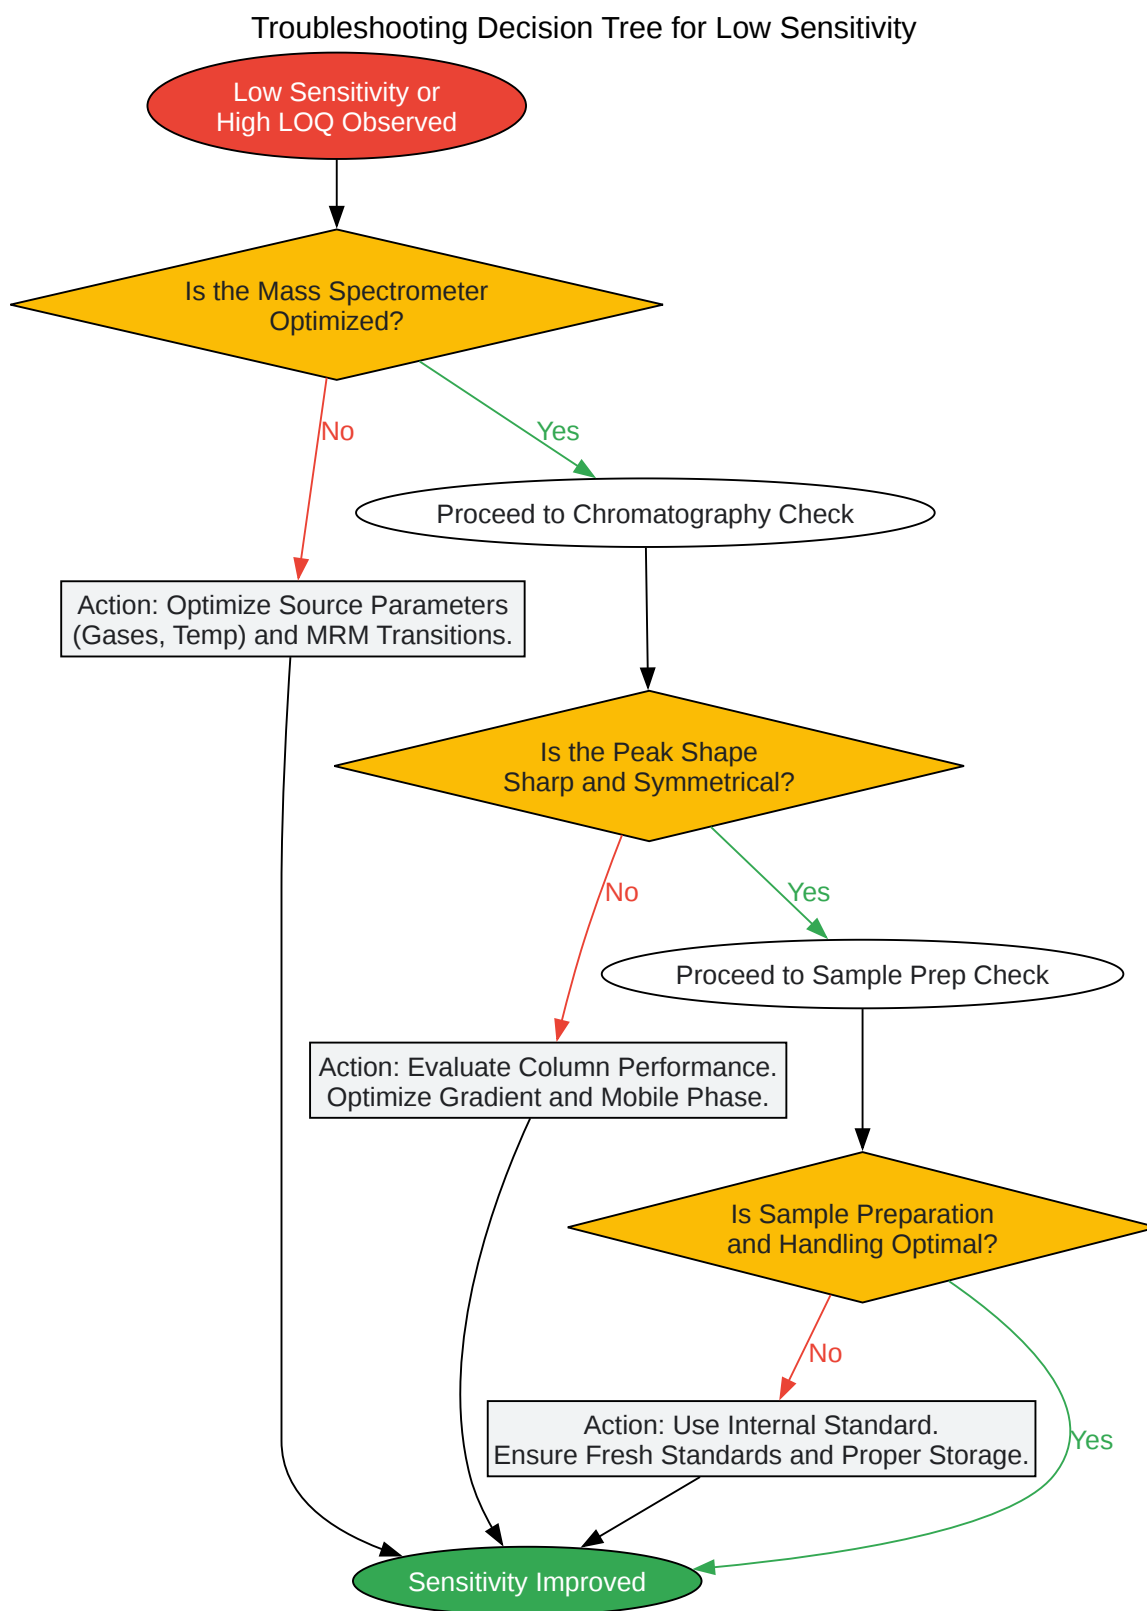 Troubleshooting Decision Tree for Low Sensitivity
Low Sensitivity or
High LOQ Observed
Is the Mass Spectrometer
Optimized?
No
Yes
Proceed to Chromatography Check
Action: Optimize Source Parameters
(Gases, Temp) and MRM Transitions.
Is the Peak Shape
Sharp and Symmetrical?
No
Yes
Proceed to Sample Prep Check
Action: Evaluate Column Performance.
Optimize Gradient and Mobile Phase.
Is Sample Preparation
and Handling Optimal?
No
Action: Use Internal Standard.
Ensure Fresh Standards and Proper Storage.
Yes
Sensitivity Improved